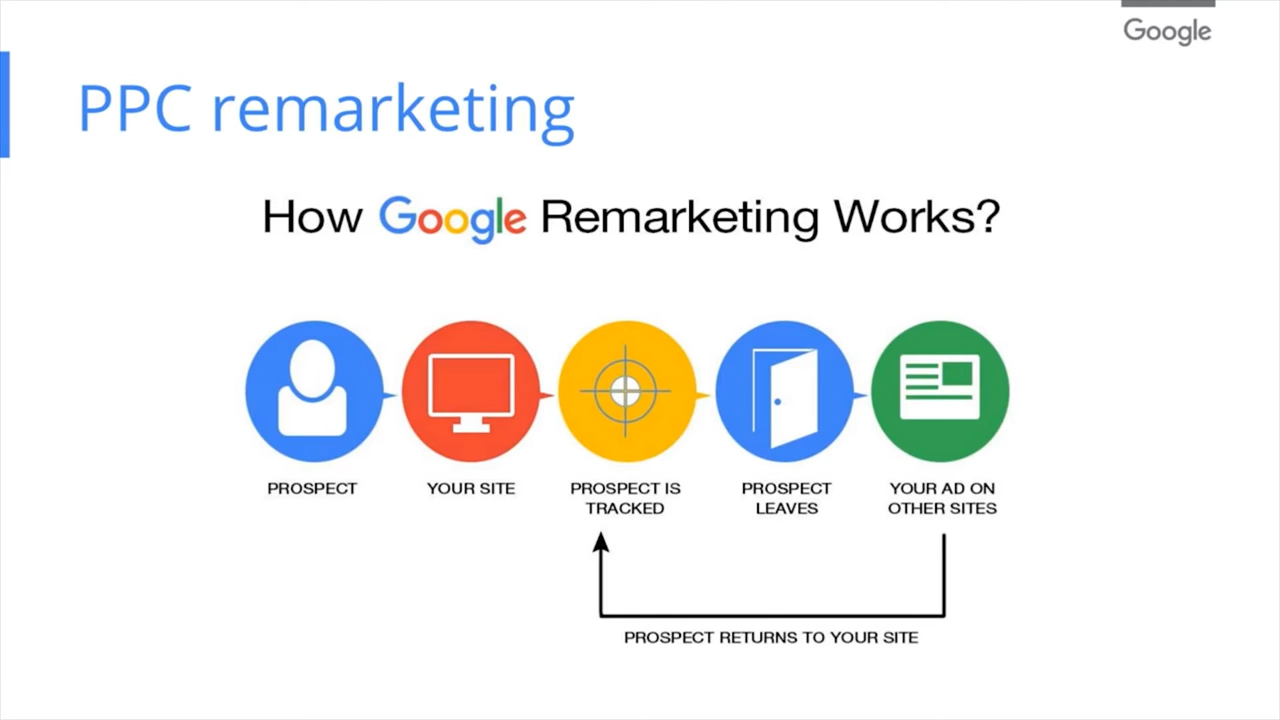 Google
PPC remarketing
How Google Remarketing Works?
PROSPECT
YOUR SITE
PROSPECT IS
TRACKED
PROSPECT
LEAVES
YOUR AD ON
OTHER SITES
PROSPECT RETURNS TO YOUR SITE